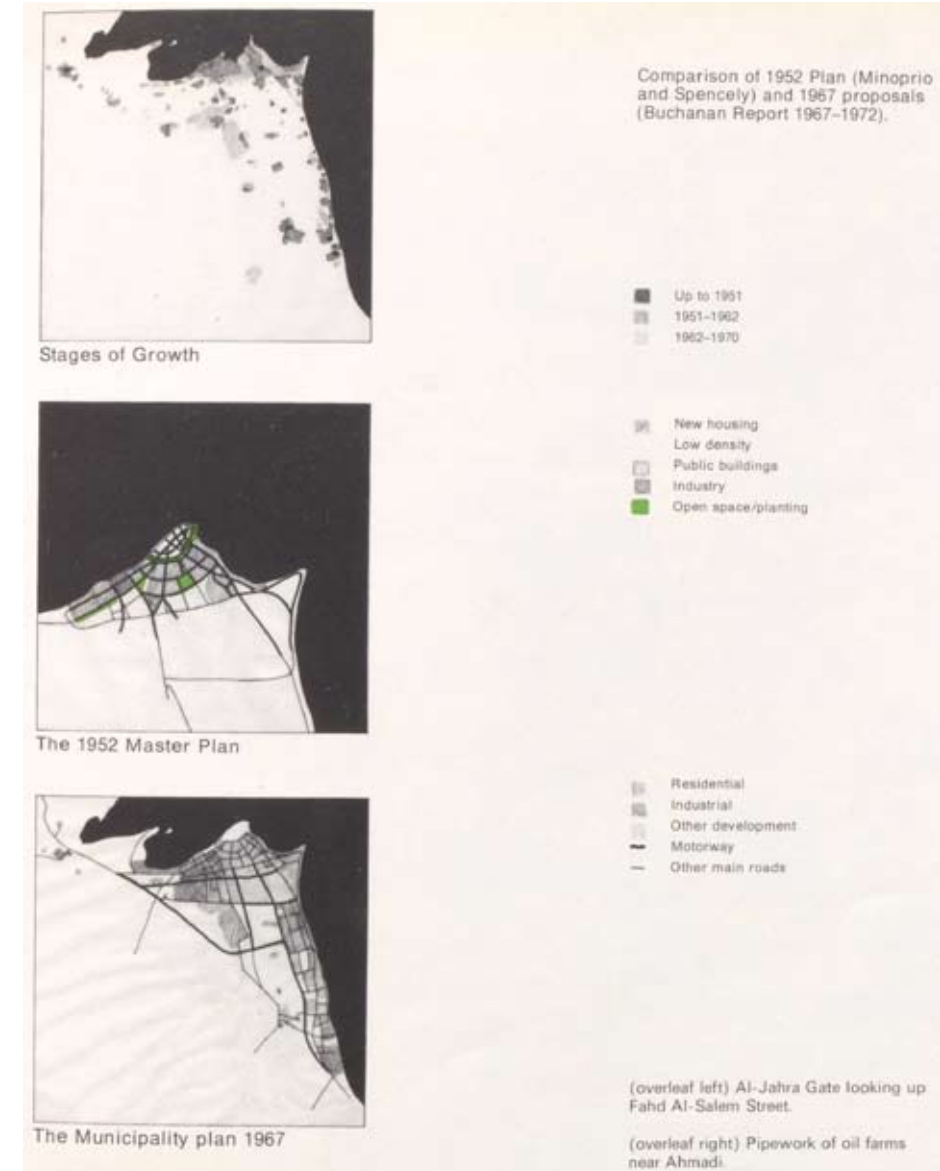 Comparison of 1952 Plan (Minoprio
and Spencely) and 1967 proposals
(Buchanan Report 1967–1972).
Stages of Growth
Up to 1951
1951–1962
1962–1970
The 1952 Master Plan
New housing
Low density
Public buildings
Industry
Open space/planting
The Municipality plan 1967
Residential
Industrial
Other development
Motorway
Other main roads
(overleaf left) Al-Jahra Gate looking up
Fahd Al-Salem Street.
(overleaf right) Pipework of oil farms
near Ahmadi.